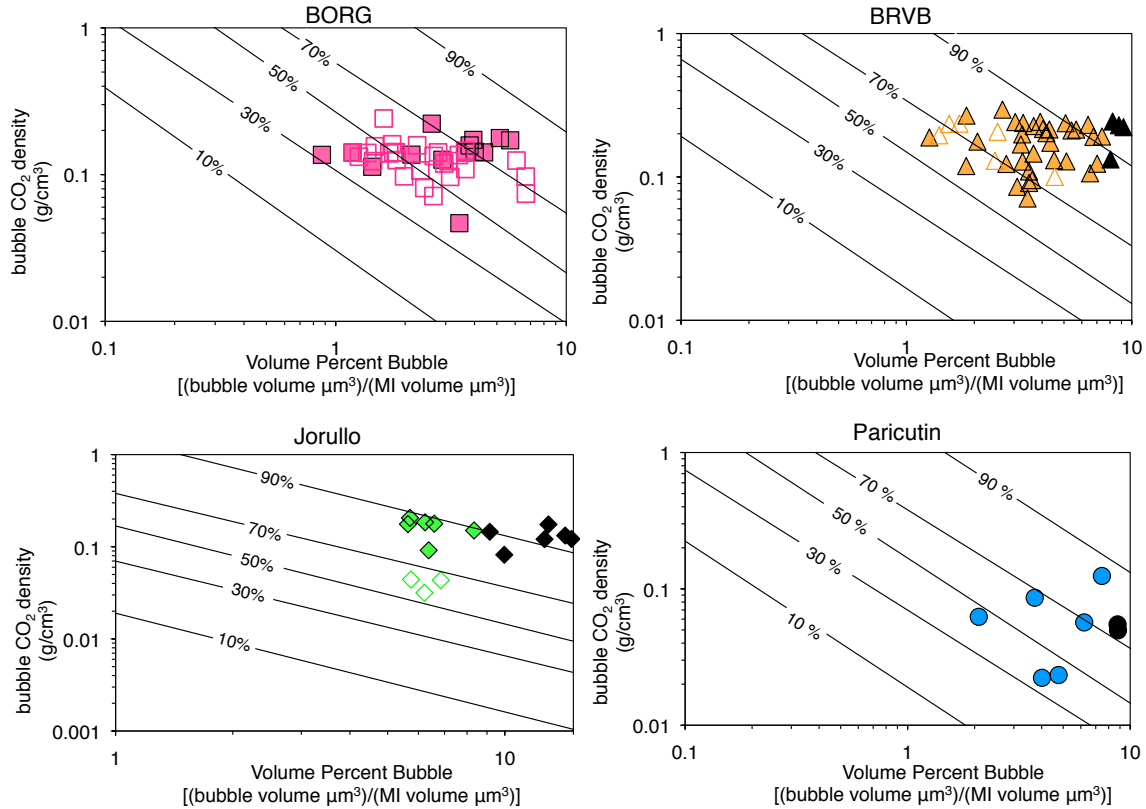 BORG
1
0.1
0.01
0.1
1
10
90%
70%
50%
30%
10%
bubble CO₂ density
(g/cm³)
Volume Percent Bubble
[(bubble volume µm³)/(MI volume µm³)]
BRVB
1
0.1
0.01
0.1
1
10
90%
70%
50%
30%
10%
bubble CO₂ density
(g/cm³)
Volume Percent Bubble
[(bubble volume µm³)/(MI volume µm³)]
Jorullo
1
0.1
0.01
0.001
1
10
90%
70%
50%
30%
10%
bubble CO₂ density
(g/cm³)
Volume Percent Bubble
[(bubble volume µm³)/(MI volume µm³)]
Paricutin
1
0.1
0.01
0.1
1
10
90 %
70 %
50 %
30 %
10 %
bubble CO₂ density
(g/cm³)
Volume Percent Bubble
[(bubble volume µm³)/(MI volume µm³)]